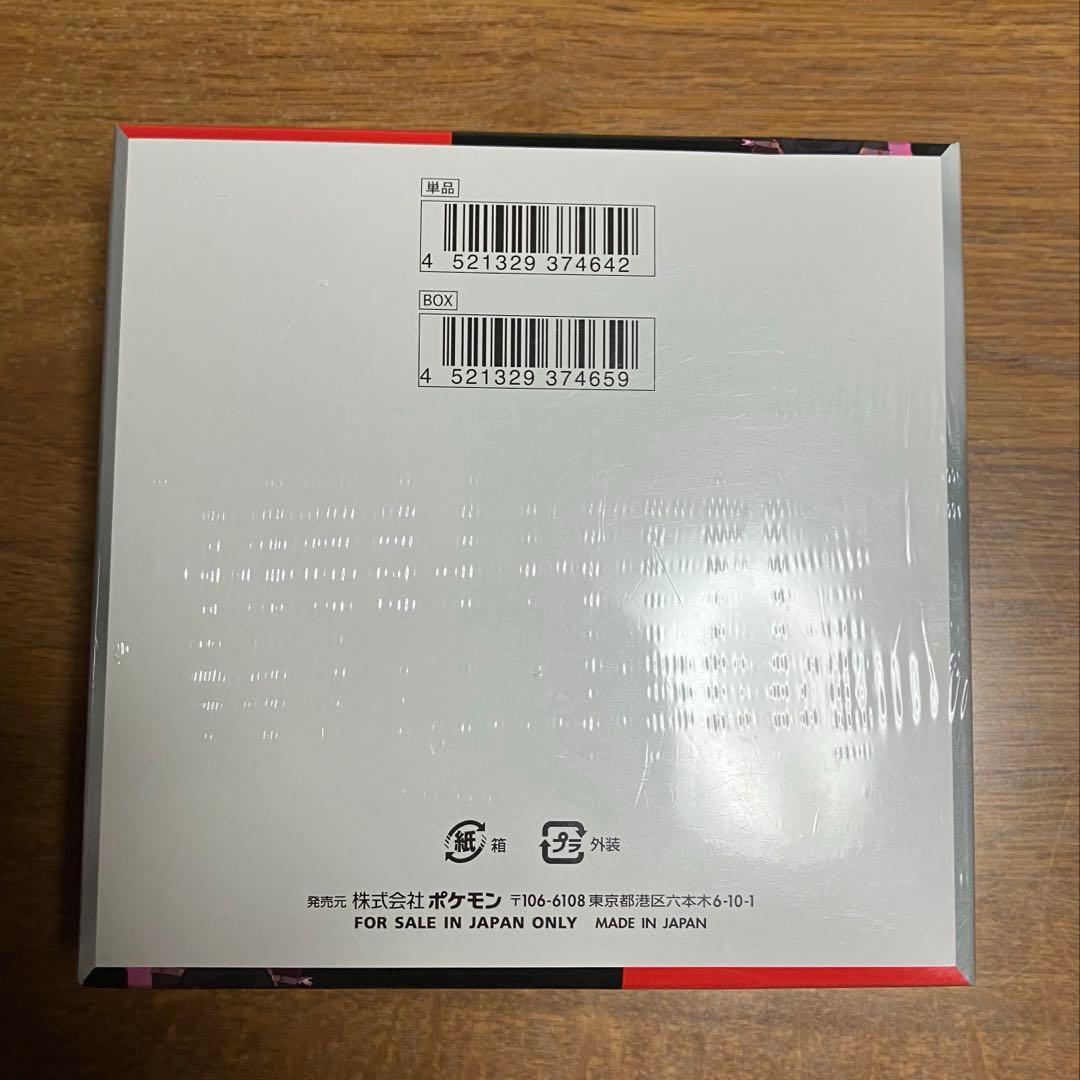 単品
4 521329 374642
BOX
4 521329 374659
紙 箱 プラ 外装
発売元 株式会社ポケモン 〒106-6108 東京都港区六本木6-10-1
FOR SALE IN JAPAN ONLY MADE IN JAPAN